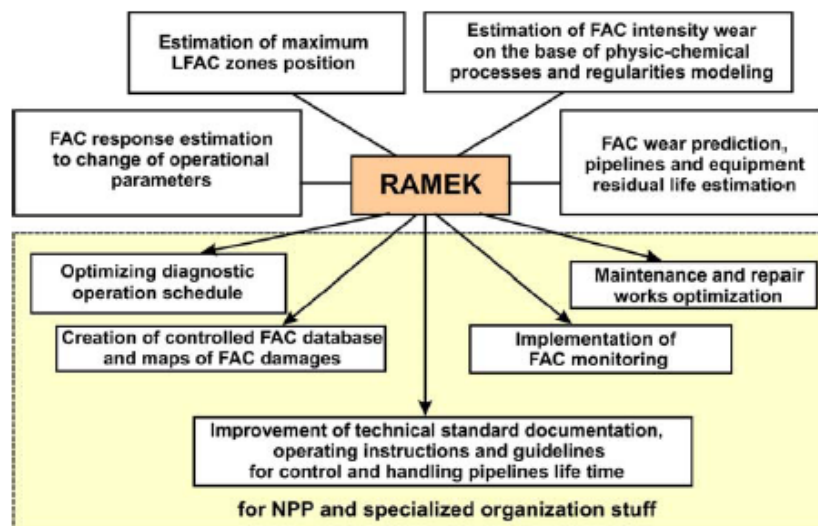 Estimation of maximum
LFAC zones position
Estimation of FAC intensity wear
on the base of physic-chemical
processes and regularities modeling
FAC response estimation
to change of operational
parameters
RAMEK
FAC wear prediction,
pipelines and equipment
residual life estimation
Optimizing diagnostic
operation schedule
Maintenance and repair
works optimization
Creation of controlled FAC database
and maps of FAC damages
Implementation of
FAC monitoring
Improvement of technical standard documentation,
operating instructions and guidelines
for control and handling pipelines life time
for NPP and specialized organization stuff